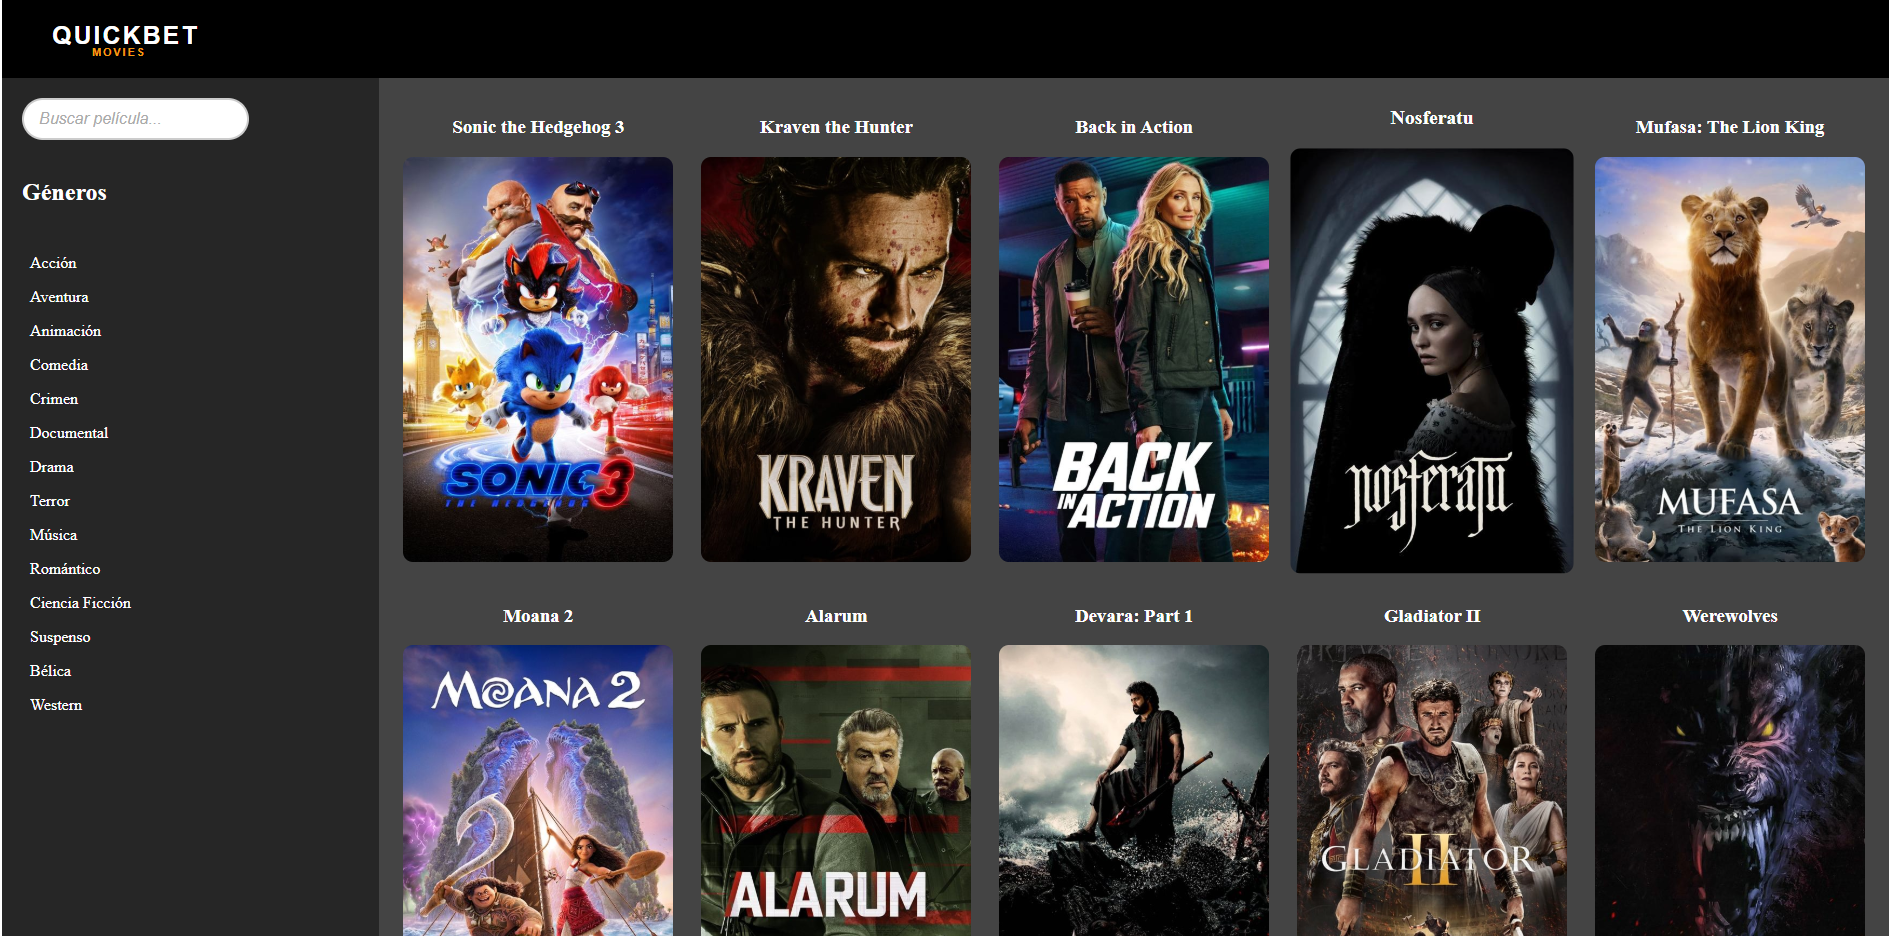 QUICKBET
MOVIES
Buscar película...
Géneros
Acción
Aventura
Animación
Comedia
Crimen
Documental
Drama
Terror
Música
Romántico
Ciencia Ficción
Suspenso
Bélica
Western
Sonic the Hedgehog 3
SONIC 3
THE HEDGEHOG
Kraven the Hunter
KRAVEN
THE HUNTER
Back in Action
BACK
IN ACTION
Nosferatu
nosferatu
Mufasa: The Lion King
MUFASA
THE LION KING
Moana 2
MOANA 2
Alarum
ALARUM
Devara: Part 1
Gladiator II
II
GLADIATOR
Werewolves